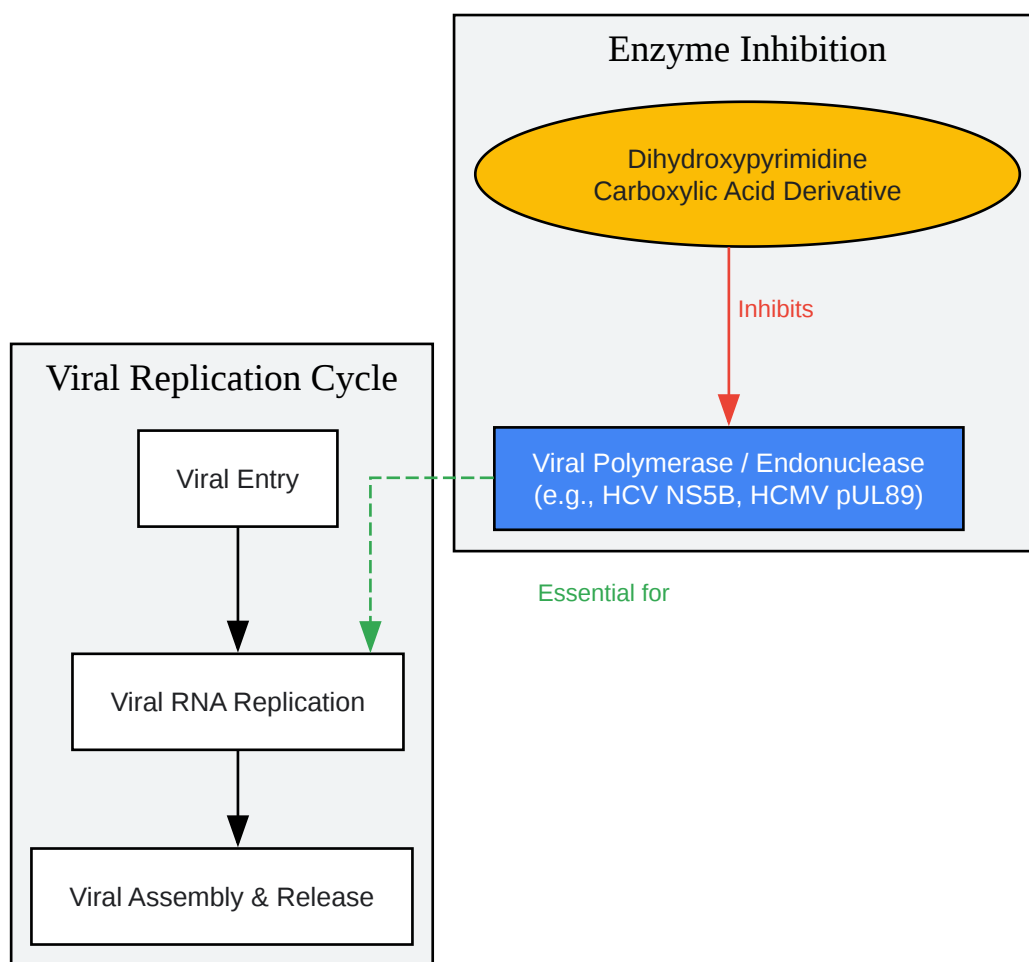 Enzyme Inhibition
Dihydroxypyrimidine
Carboxylic Acid Derivative
Inhibits
Viral Polymerase / Endonuclease
(e.g., HCV NS5B, HCMV pUL89)
Essential for
Viral Replication Cycle
Viral Entry
Viral RNA Replication
Viral Assembly & Release